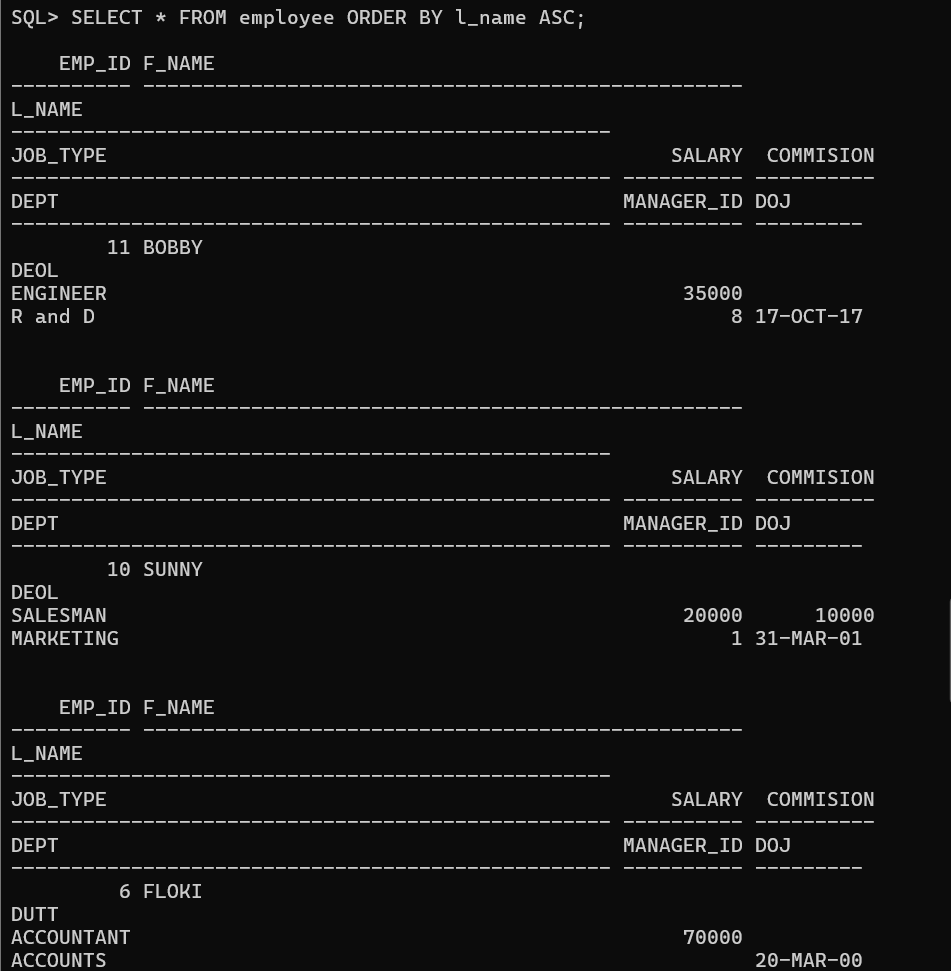 SQL> SELECT * FROM employee ORDER BY l_name ASC;
EMP_ID F_NAME
---------- --------------------------------------------------
L_NAME
--------------------------------------------------
JOB_TYPE SALARY COMMISION
-------------------------------------------------- ---------- ----------
DEPT MANAGER_ID DOJ
-------------------------------------------------- ---------- ---------
11 BOBBY
DEOL
ENGINEER 35000
R and D 8 17-OCT-17
EMP_ID F_NAME
---------- --------------------------------------------------
L_NAME
--------------------------------------------------
JOB_TYPE SALARY COMMISION
-------------------------------------------------- ---------- ----------
DEPT MANAGER_ID DOJ
-------------------------------------------------- ---------- ---------
10 SUNNY
DEOL
SALESMAN 20000 10000
MARKETING 1 31-MAR-01
EMP_ID F_NAME
---------- --------------------------------------------------
L_NAME
--------------------------------------------------
JOB_TYPE SALARY COMMISION
-------------------------------------------------- ---------- ----------
DEPT MANAGER_ID DOJ
-------------------------------------------------- ---------- ---------
6 FLOKI
DUTT
ACCOUNTANT 70000
ACCOUNTS 20-MAR-00